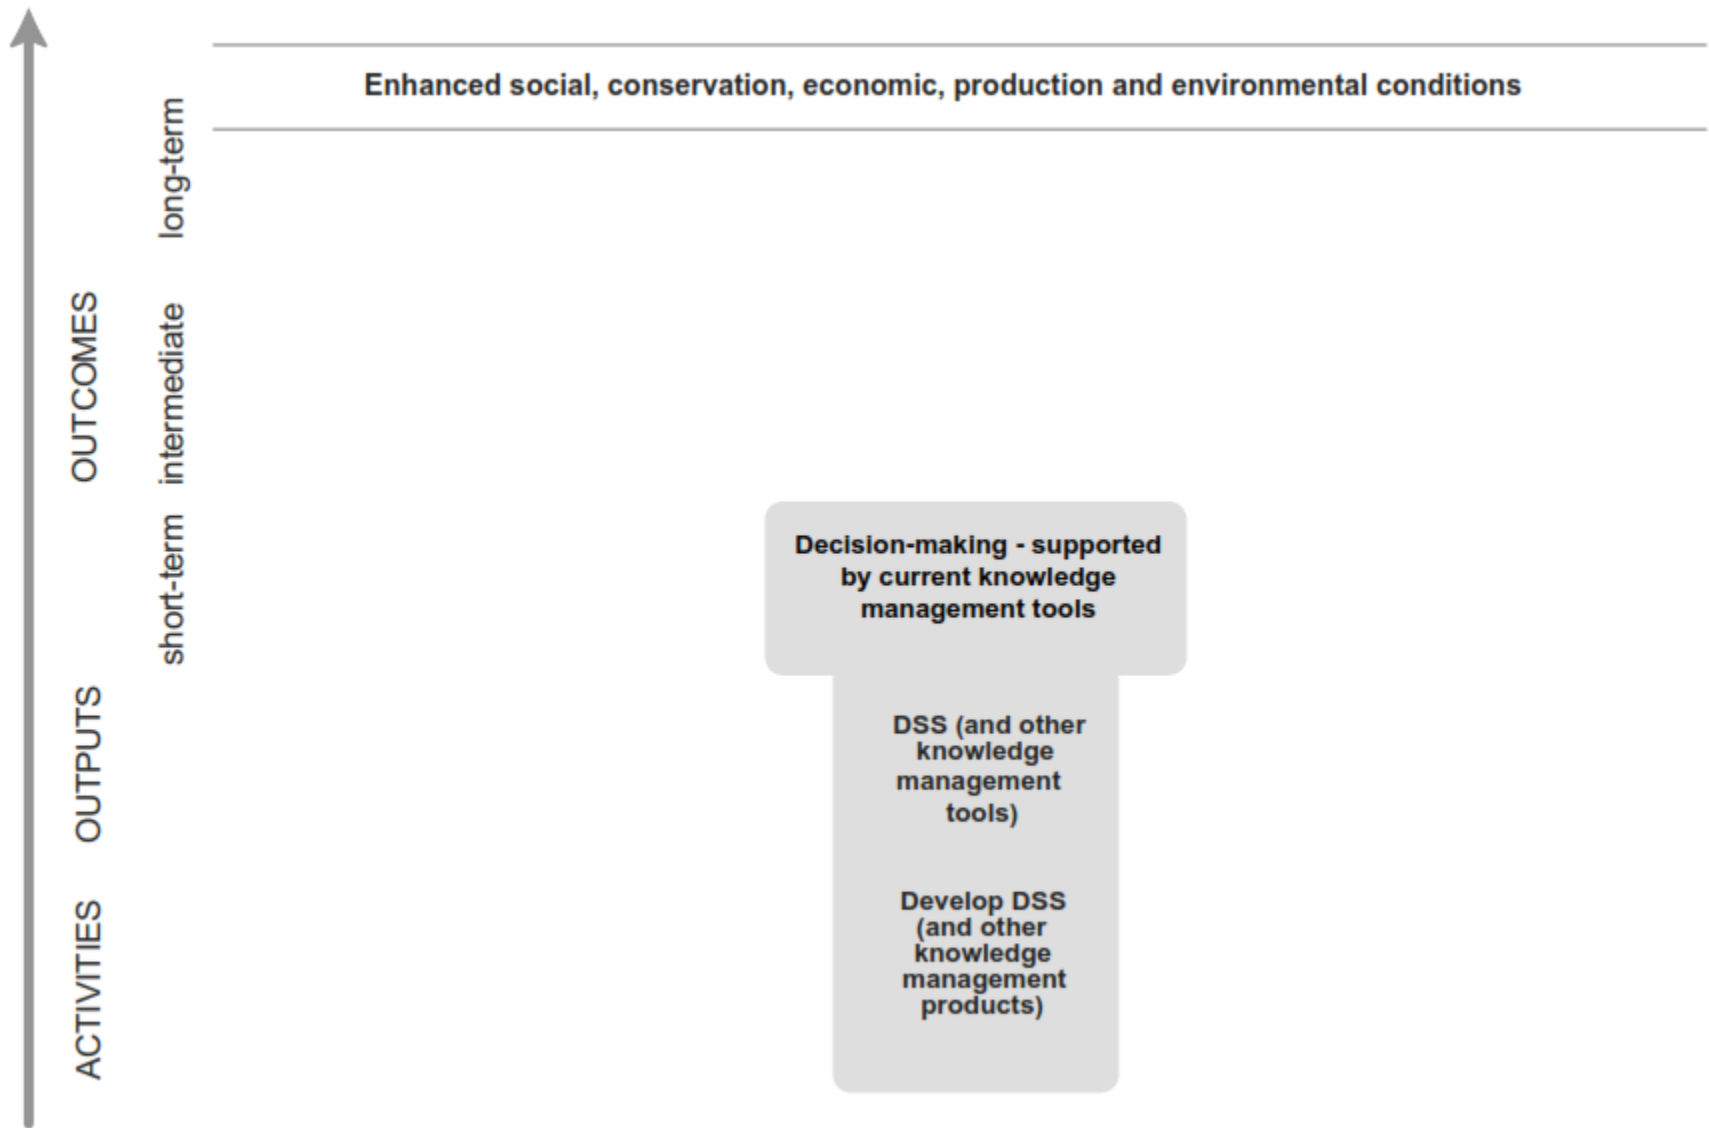 Enhanced social, conservation, economic, production and environmental conditions
long-term
OUTCOMES
intermediate
short-term
Decision-making - supported
by current knowledge
management tools
OUTPUTS
DSS (and other
knowledge
management
tools)
ACTIVITIES
Develop DSS
(and other
knowledge
management
products)